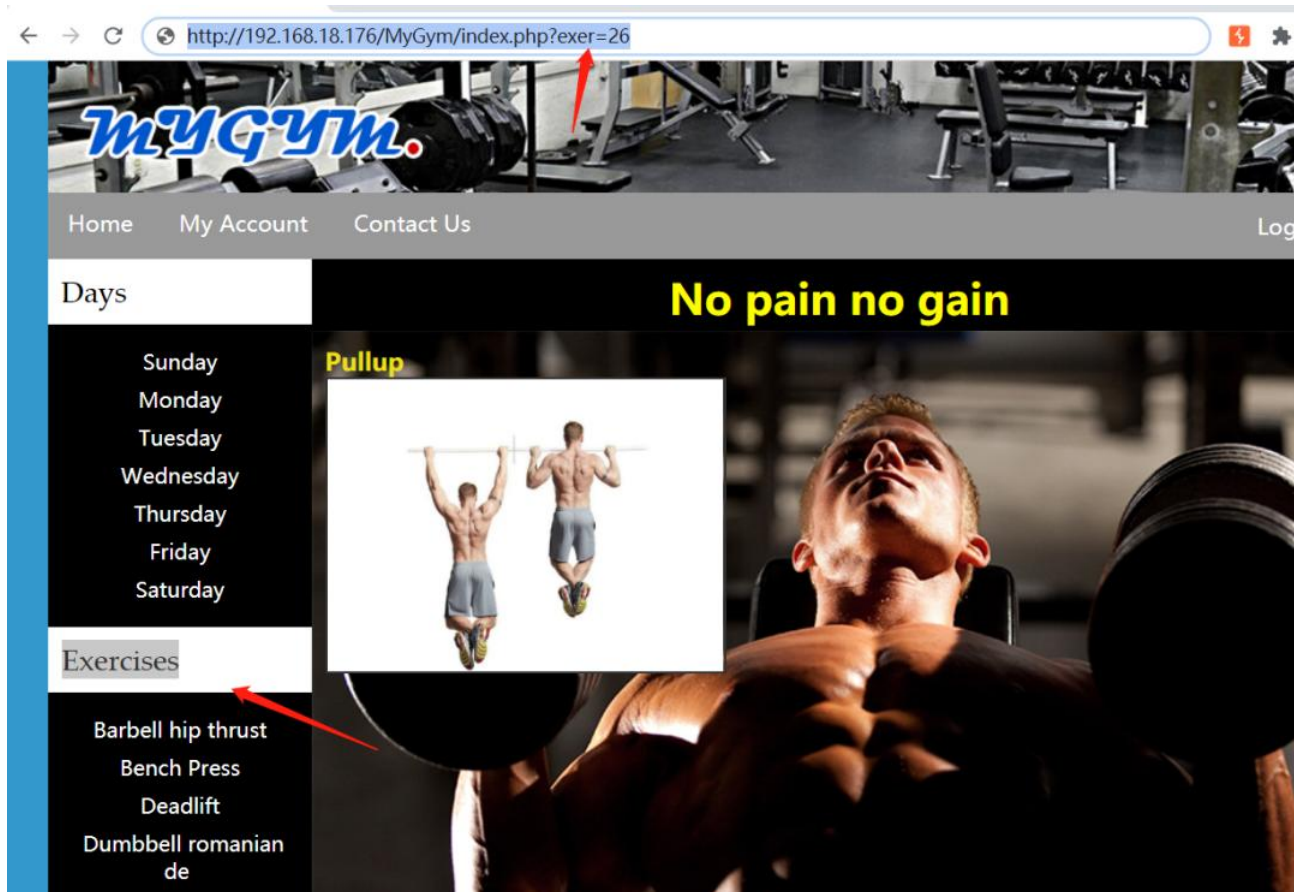 http://192.168.18.176/MyGym/index.php?exer=26
MYGYM.
Home My Account Contact Us Log
Days
No pain no gain
Sunday
Monday
Tuesday
Wednesday
Thursday
Friday
Saturday
Pullup
Exercises
Barbell hip thrust
Bench Press
Deadlift
Dumbbell romanian
de